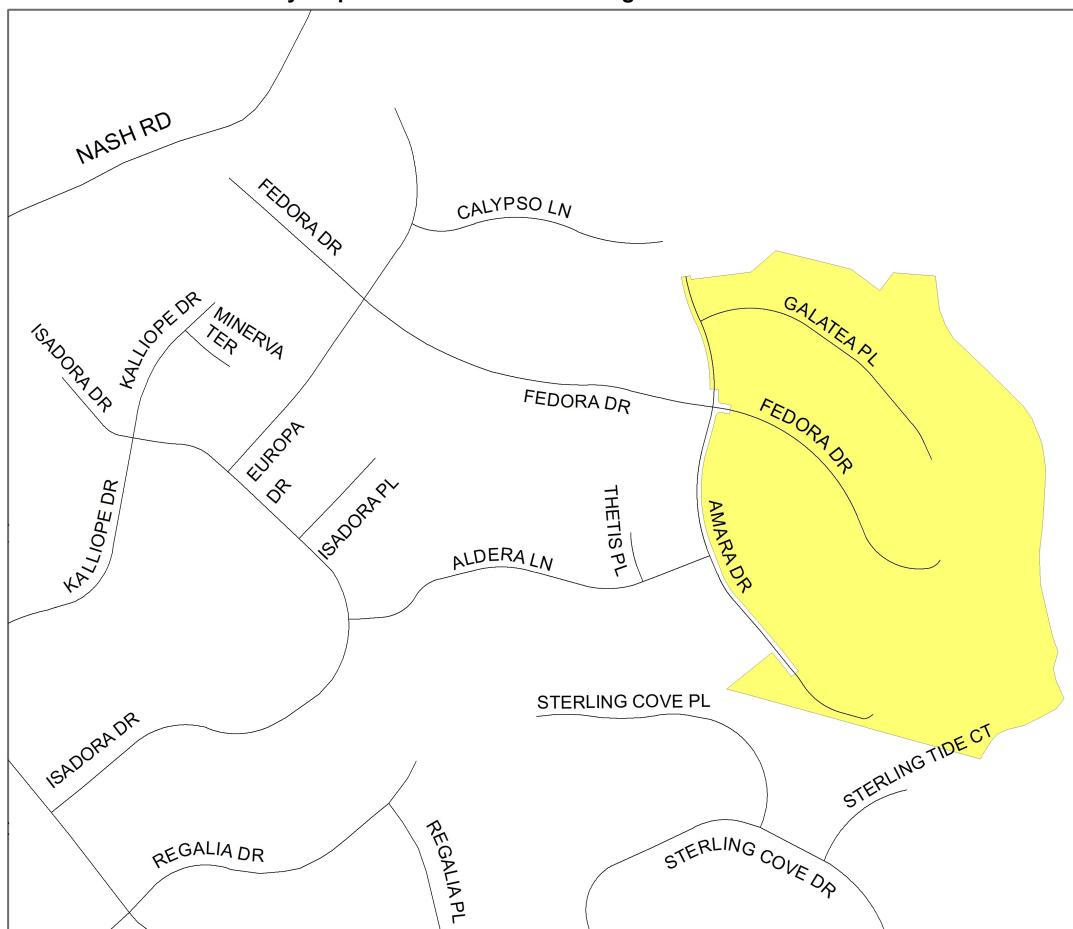 NASH RD
FEDORA DR
CALYPSO LN
KALLIOPE DR
MINERVA
TER
ISADORA DR
GALATEA PL
FEDORA DR
FEDORA DR
EUROPA
DR
ISADORA PL
KALLIOPE DR
THETIS PL
AMARA DR
ALDERA LN
STERLING COVE PL
ISADORA DR
STERLING TIDE CT
REGALIA DR
REGALIA PL
STERLING COVE DR